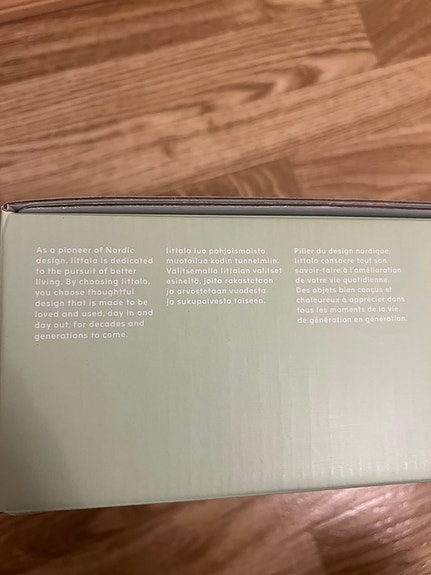 As a pioneer of Nordic
design, Iittala is dedicated
to the pursuit of better
living. By choosing Iittala,
you choose thoughtful
design that is made to be
loved and used, day in and
day out, for decades and
generations to come.
Iittala luo pohjoismaista
muotoilua kodin tunnelmiin.
Valitsemalla Iittalan valitset
esineitä, joita rakastetaan
ja arvostetaan vuodesta
ja sukupolvesta toiseen.
Pilier du design nordique,
Iittala consacre tout son
savoir-faire à l'amélioration
de votre vie quotidienne.
Des objets bien conçus et
chaleureux à apprécier dans
tous les moments de la vie,
de génération en génération.